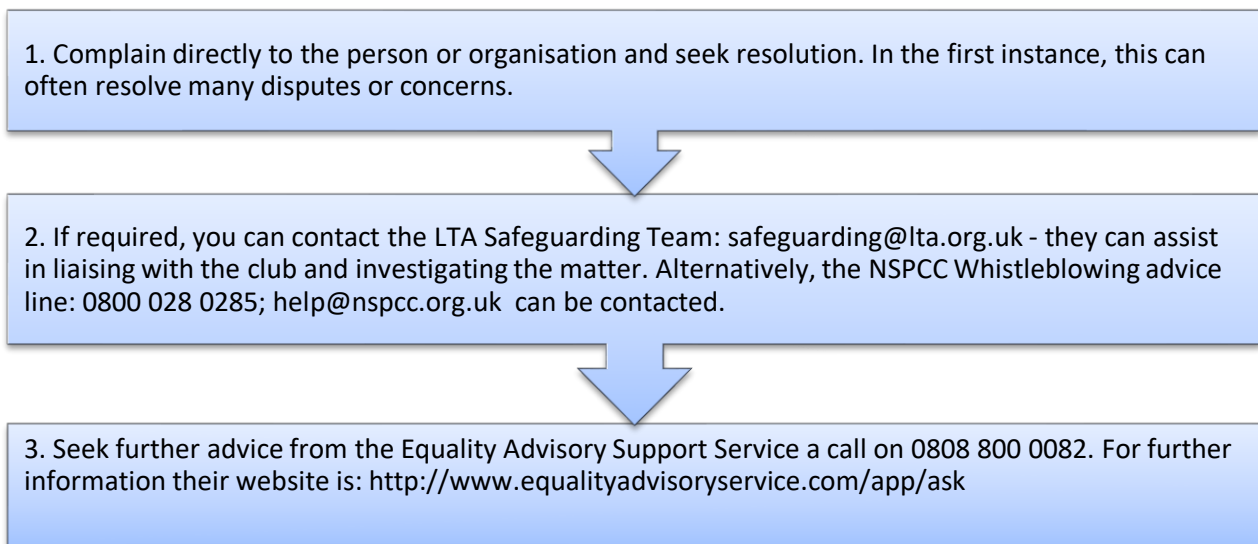 1. Complain directly to the person or organisation and seek resolution. In the first instance, this can
often resolve many disputes or concerns.
2. If required, you can contact the LTA Safeguarding Team: safeguarding@lta.org.uk - they can assist
in liaising with the club and investigating the matter. Alternatively, the NSPCC Whistleblowing advice
line: 0800 028 0285; help@nspcc.org.uk can be contacted.
3. Seek further advice from the Equality Advisory Support Service a call on 0808 800 0082. For further
information their website is: http://www.equalityadvisoryservice.com/app/ask